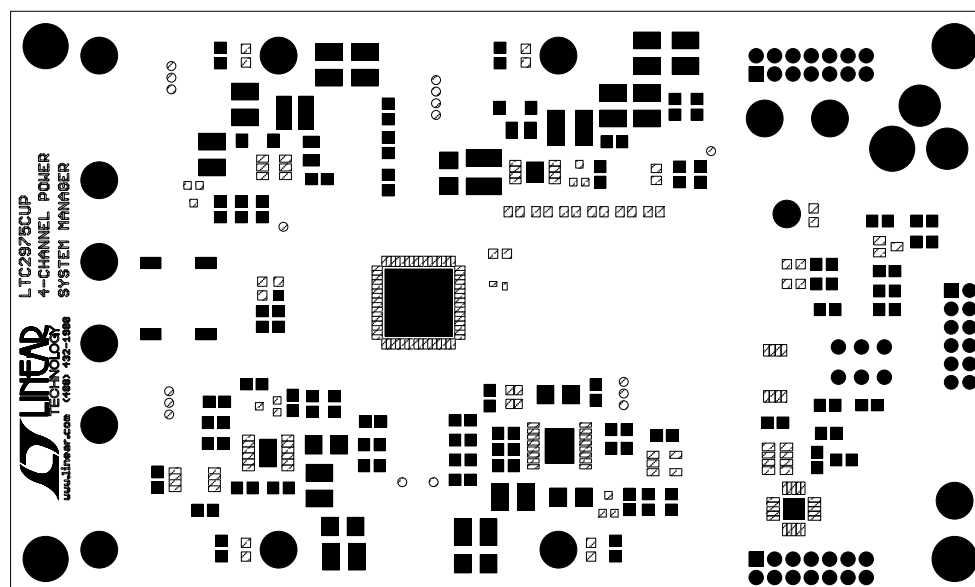 LTC2975CUP
4-CHANNEL POWER
SYSTEM MANAGER
LINEAR
TECHNOLOGY
www.linear.com (408) 432-1900